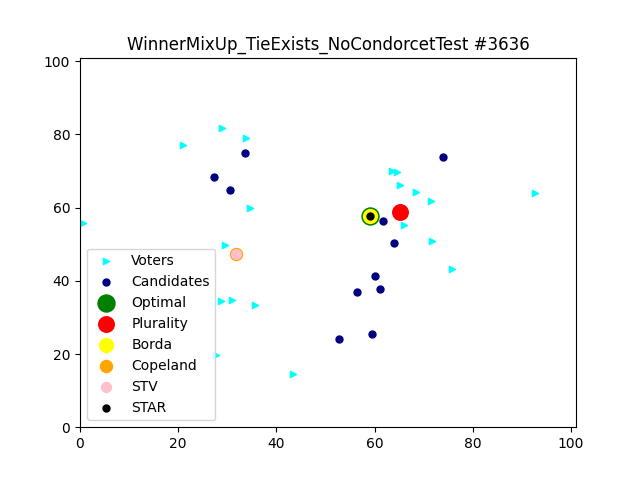 WinnerMixUp_TieExists_NoCondorcetTest #3636
100
80
60
40
20
0
Voters
Candidates
Optimal
Plurality
Borda
Copeland
STV
STAR
0 20 40 60 80 100